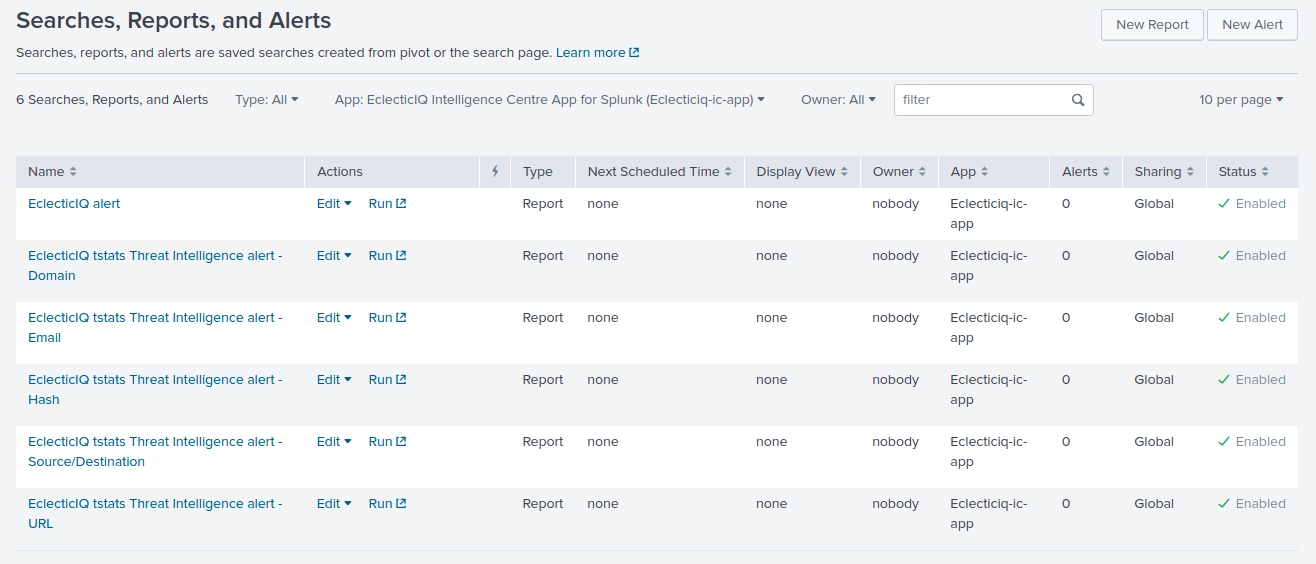 Searches, Reports, and Alerts
New Report
New Alert
Searches, reports, and alerts are saved searches created from pivot or the search page. Learn more
6 Searches, Reports, and Alerts Type: All App: EclecticIQ Intelligence Centre App for Splunk (Eclecticiq-ic-app) Owner: All filter 10 per page
Name Actions Type Next Scheduled Time Display View Owner App Alerts Sharing Status
EclecticIQ alert Edit Run Report none none nobody Eclecticiq-ic- 0 Global Enabled
app
EclecticIQ tstats Threat Intelligence alert - Edit Run Report none none nobody Eclecticiq-ic- 0 Global Enabled
Domain app
EclecticIQ tstats Threat Intelligence alert - Edit Run Report none none nobody Eclecticiq-ic- 0 Global Enabled
Email app
EclecticIQ tstats Threat Intelligence alert - Edit Run Report none none nobody Eclecticiq-ic- 0 Global Enabled
Hash app
EclecticIQ tstats Threat Intelligence alert - Edit Run Report none none nobody Eclecticiq-ic- 0 Global Enabled
Source/Destination app
EclecticIQ tstats Threat Intelligence alert - Edit Run Report none none nobody Eclecticiq-ic- 0 Global Enabled
URL app